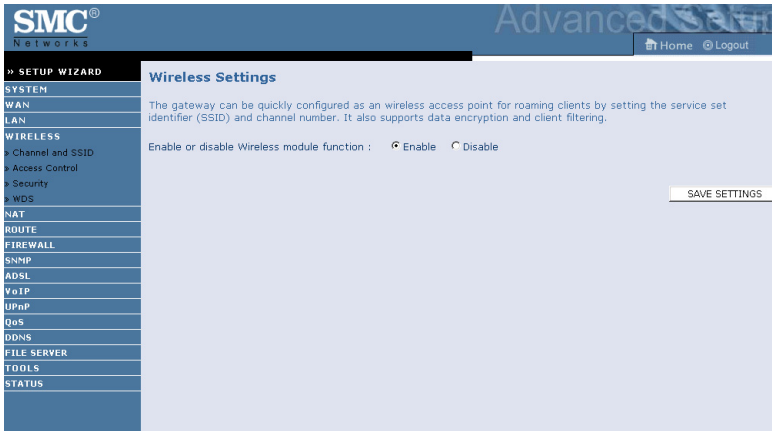 SMC®
Networks
Advanced Setup
Home Logout
» SETUP WIZARD
SYSTEM
WAN
LAN
WIRELESS
» Channel and SSID
» Access Control
» Security
» WDS
NAT
ROUTE
FIREWALL
SNMP
ADSL
VoIP
UPnP
QoS
DDNS
FILE SERVER
TOOLS
STATUS
Wireless Settings
The gateway can be quickly configured as an wireless access point for roaming clients by setting the service set
identifier (SSID) and channel number. It also supports data encryption and client filtering.
Enable or disable Wireless module function : Enable Disable
SAVE SETTINGS